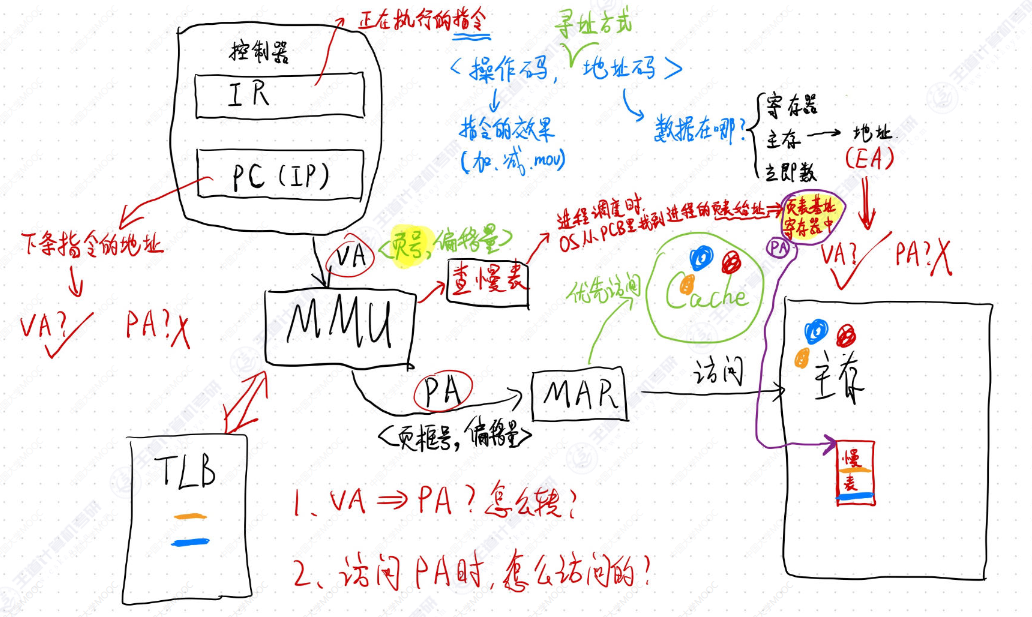 正在执行的指令
控制器
IR
PC(IP)
寻址方式
<操作码, 地址码>
指令的效果
(加、减、mov)
数据在哪?
寄存器
主存 → 地址
(EA)
立即数
下条指令的地址
VA?✓ PA?X
VA <页号, 偏移量>
MMU
查慢表
进程调度时,
OS从PCB里找到进程的页表始址⇒
页表基址
寄存器中
PA
VA?✓ PA?X
优先访问
Cache
PA
<页框号, 偏移量>
MAR
访问
主存
慢
表
TLB
1、VA ⇒ PA? 怎么转?
2、访问PA时, 怎么访问的?